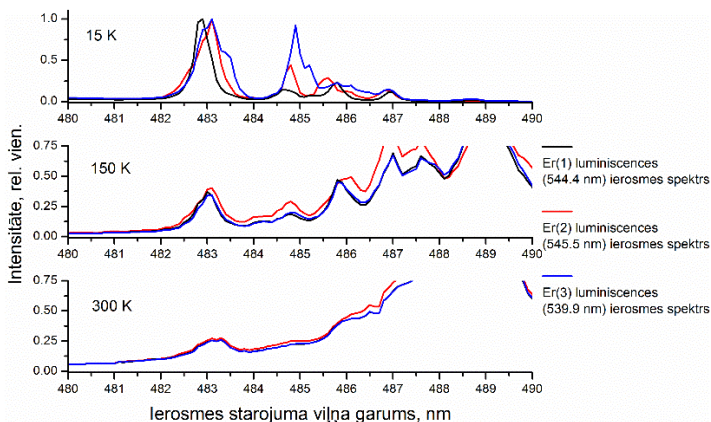 Intensitāte, rel. vien.
15 K
1.0
0.5
0.0
480 481 482 483 484 485 486 487 488 489 490
150 K
0.75
0.50
0.25
0.00
480 481 482 483 484 485 486 487 488 489 490
300 K
0.75
0.50
0.25
0.00
480 481 482 483 484 485 486 487 488 489 490
Ierosmes starojuma viļņa garums, nm
Er(1) luminiscences
(544.4 nm) ierosmes spektrs
Er(2) luminiscences
(545.5 nm) ierosmes spektrs
Er(3) luminiscences
(539.9 nm) ierosmes spektrs